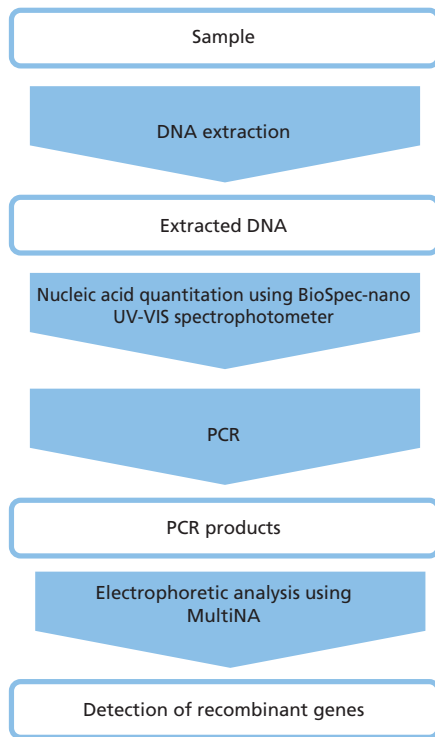 Sample
DNA extraction
Extracted DNA
Nucleic acid quantitation using BioSpec-nano
UV-VIS spectrophotometer
PCR
PCR products
Electrophoretic analysis using
MultiNA
Detection of recombinant genes